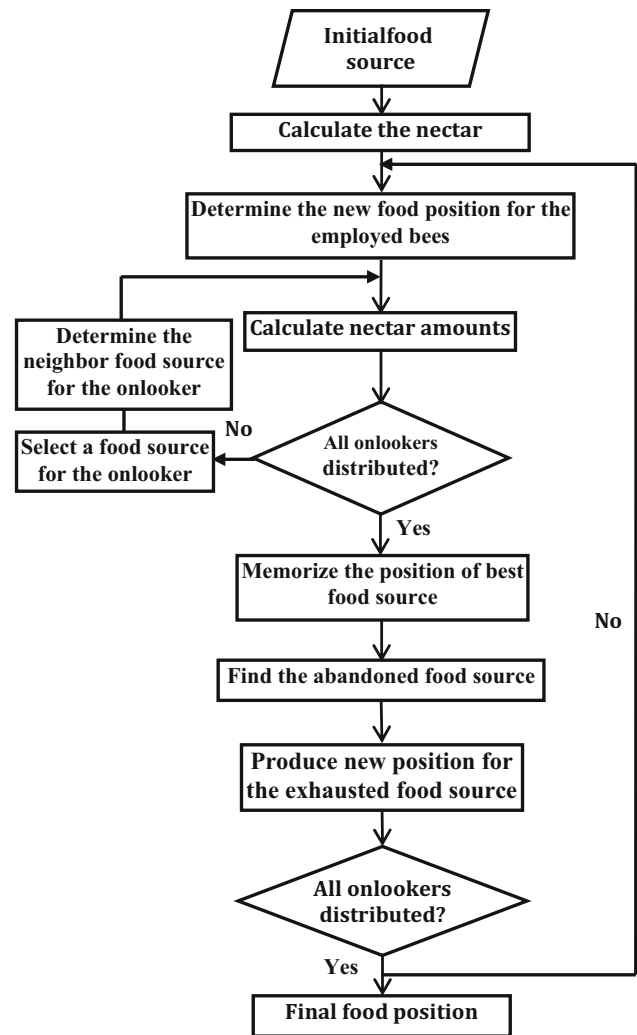 Initialfood
source
Calculate the nectar
Determine the new food position for the
employed bees
Determine the
neighbor food source
for the onlooker
Calculate nectar amounts
No
Select a food source
for the onlooker
All onlookers
distributed?
Yes
Memorize the position of best
food source
No
Find the abandoned food source
Produce new position for
the exhausted food source
All onlookers
distributed?
Yes
Final food position